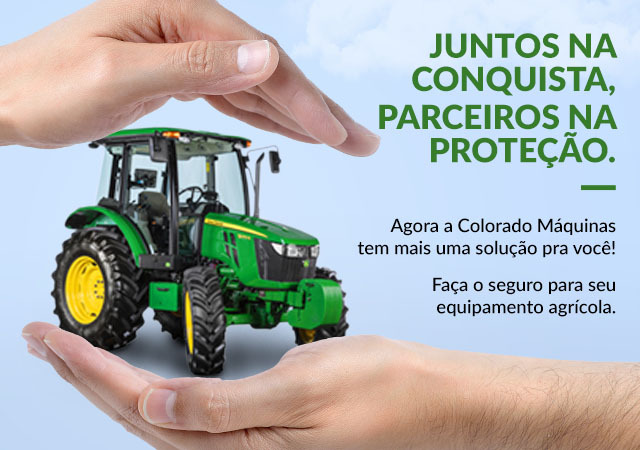 JUNTOS NA
CONQUISTA,
PARCEIROS NA
PROTEÇÃO.
Agora a Colorado Máquinas
tem mais uma solução pra você!
Faça o seguro para seu
equipamento agrícola.